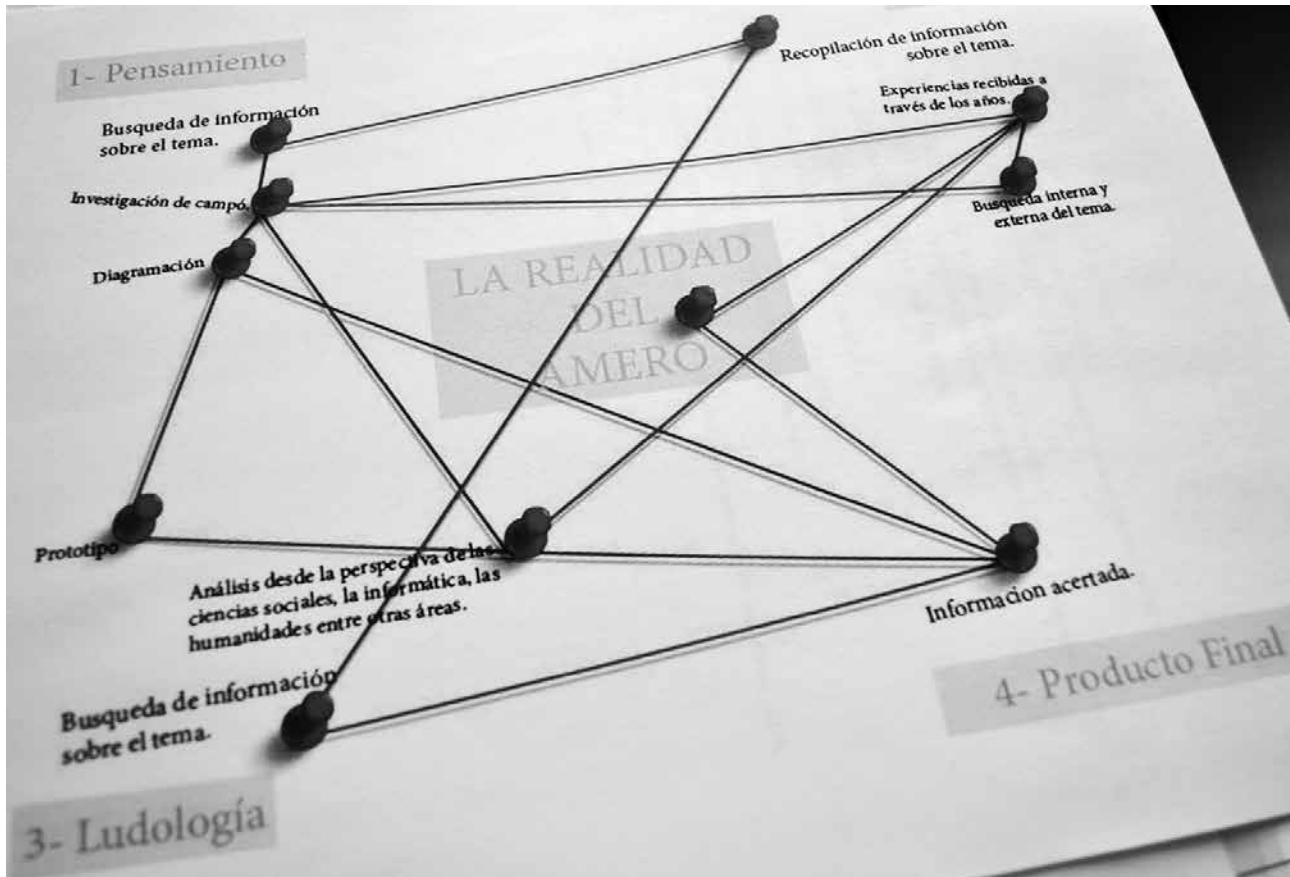 1- Pensamiento
Busqueda de información
sobre el tema.
Investigación de campó.
Diagramación
Recopilación de información
sobre el tema.
Experiencias recibidas a
través de los años.
Busqueda interna y
externa del tema.
LA REALIDAD
DEL
AMERO
Prototipo
Análisis desde la perspectiva de las
ciencias sociales, la informática, las
humanidades entre otras áreas.
Busqueda de información
sobre el tema.
3- Ludología
Informacion acertada.
4- Producto Final